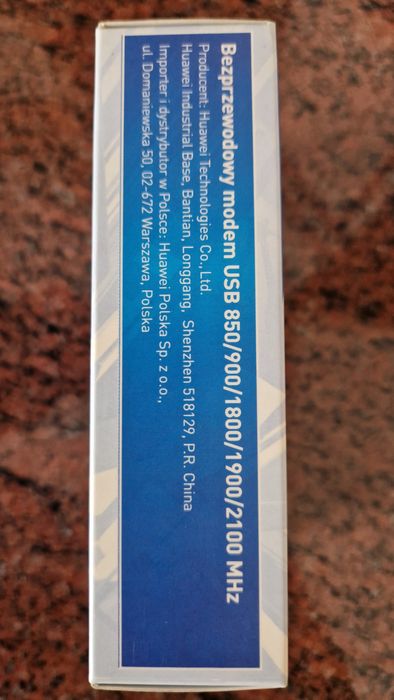 Bezprzewodowy modem USB 850/900/1800/1900/2100 MHz
Producent: Huawei Technologies Co., Ltd.
Huawei Industrial Base, Bantian, Longgang, Shenzhen 518129, P.R. China
Importer i dystrybutor w Polsce: Huawei Polska Sp. z o.o.,
ul. Domaniewska 50, 02-672 Warszawa, Polska